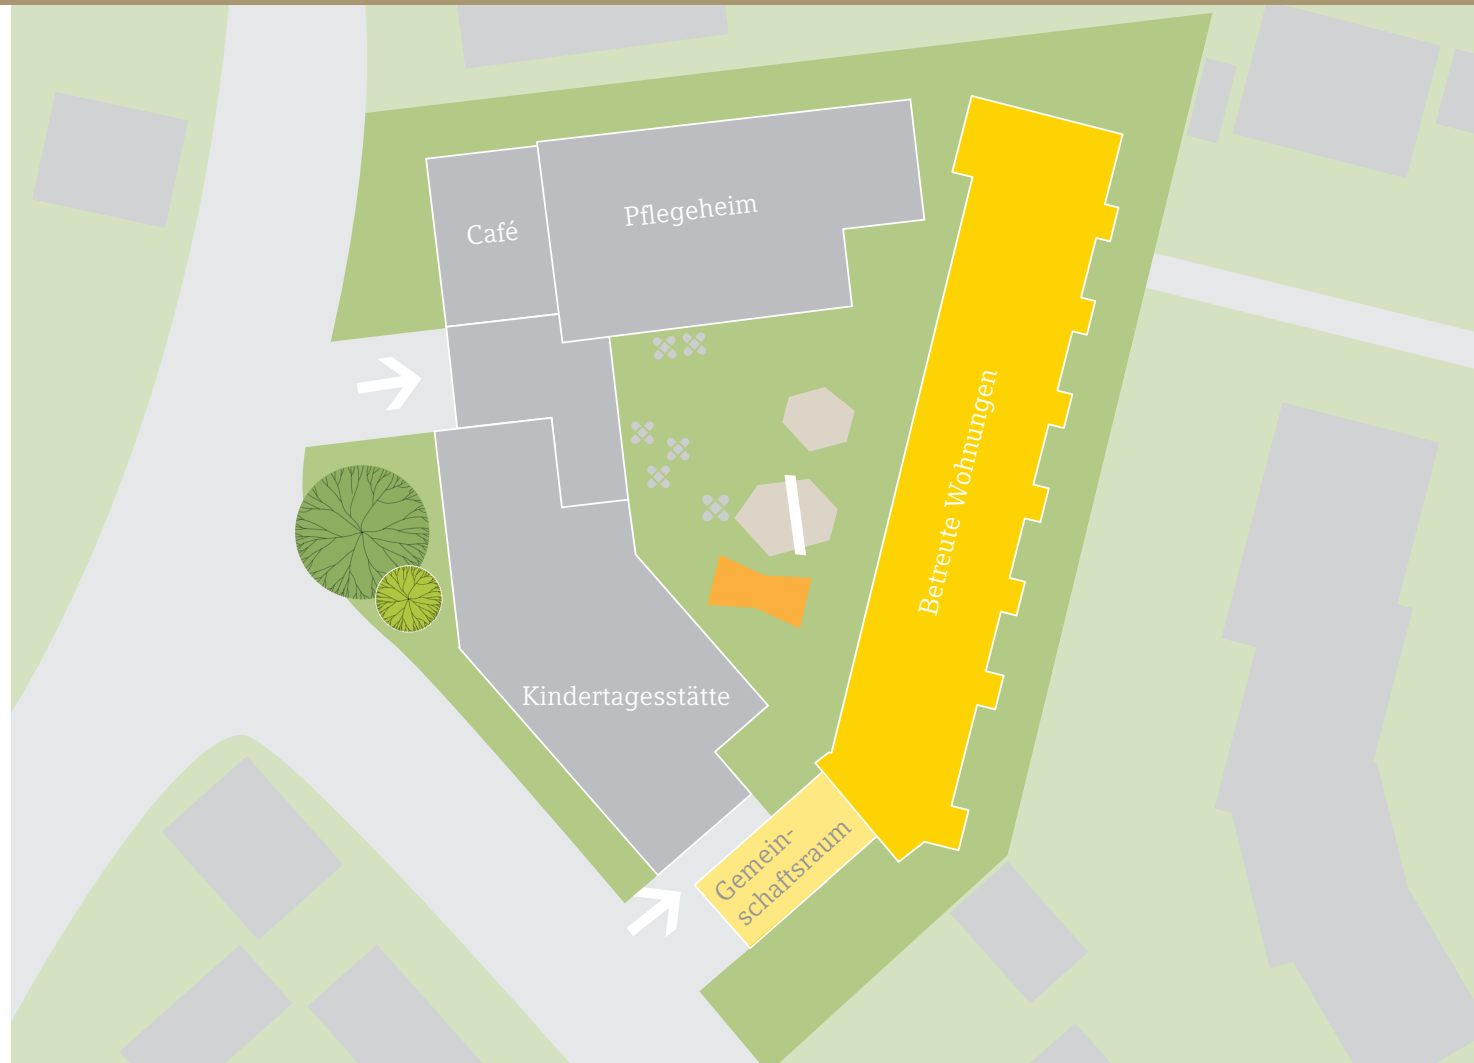 Café
Pflegeheim
Betreute Wohnungen
Kindertagesstätte
Gemein-
schaftsraum